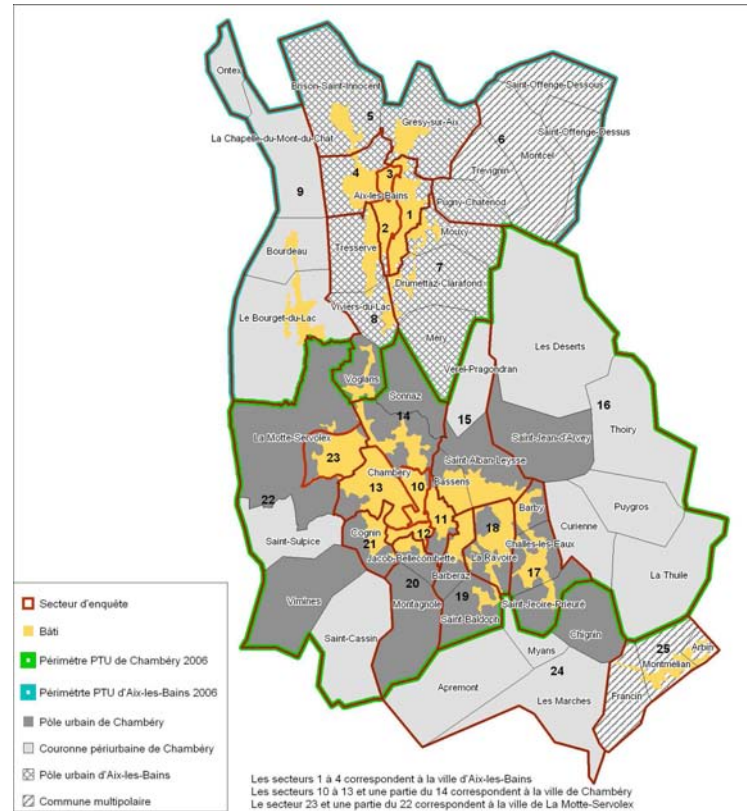 Ontex
Brison-Saint-Innocent
5
Grésy-sur-Aix
Saint-Offenge-Dessous
6
Saint-Offenge-Dessus
La Chapelle-du-Mont-du-Chat
Montcel
Trevignin
4
3
9
Aix-les-Bains
Pugny-Chatenod
1
2
Mouxy
Bourdeau
Tresserve
7
Drumettaz-Clarafond
Le Bourget-du-Lac
Viviers-du-Lac
8
Méry
Les Déserts
Verel-Pragondran
Voglans
Sonnaz
16
14
15
Thoiry
La Motte-Servolex
Saint-Jean-d'Arvey
23
Chambéry
Saint Alban-Leysse
13
10
Bassens
22
Puygros
Barby
11
18
Curienne
Cognin
12
Saint-Sulpice
21
Challes-les-Eaux
Jacob-Bellecombette
La Ravoire
17
La Thuile
Barberaz
20
19
Vimines
Montagnole
Saint-Jeoire-Prieuré
Saint Baldoph
Chignin
Saint-Cassin
25
Arbin
Myans
Montmélian
24
Francin
Apremont
Les Marches
Secteur d'enquête
Bâti
Périmètre PTU de Chambéry 2006
Périmétrte PTU d'Aix-les-Bains 2006
Pôle urbain de Chambéry
Couronne périurbaine de Chambéry
Pôle urbain d'Aix-les-Bains
Commune multipolaire
Les secteurs 1 à 4 correspondent à la ville d'Aix-les-Bains
Les secteurs 10 à 13 et une partie du 14 correspondent à la ville de Chambéry
Le secteur 23 et une partie du 22 correspondent à la ville de La Motte-Servolex